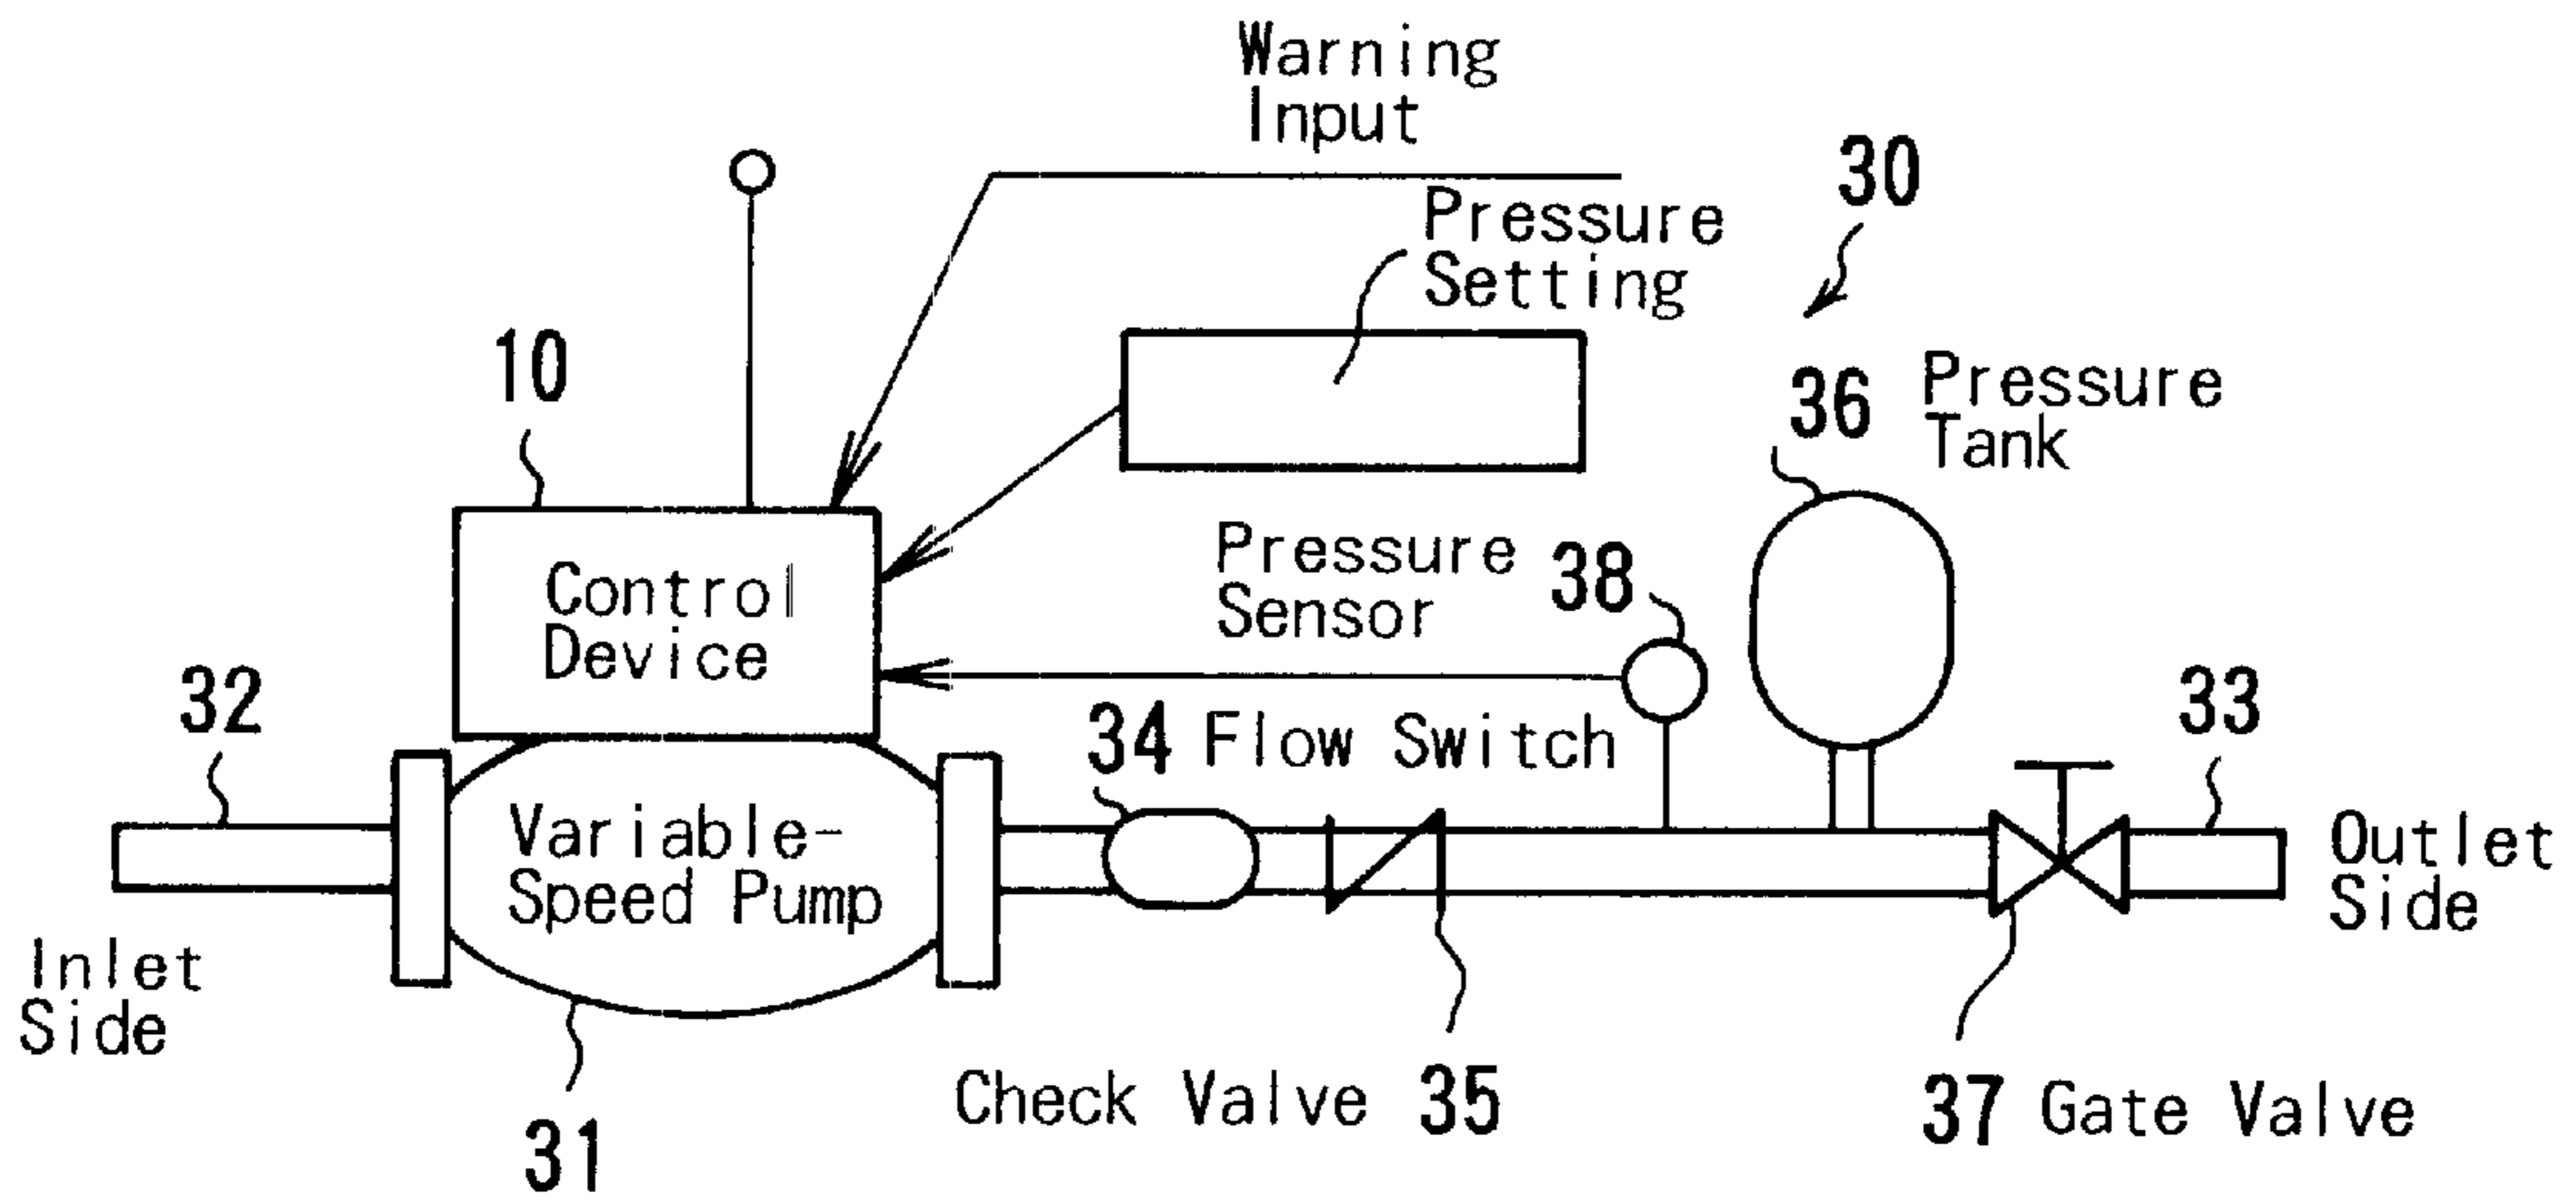 Warning
Input
30
Pressure
Setting
10
36 Pressure
Tank
Control
Device
Pressure
Sensor 38
32
34 Flow Switch
33
Variable-
Speed Pump
Outlet
Side
Inlet
Side
31
Check Valve 35
37 Gate Valve